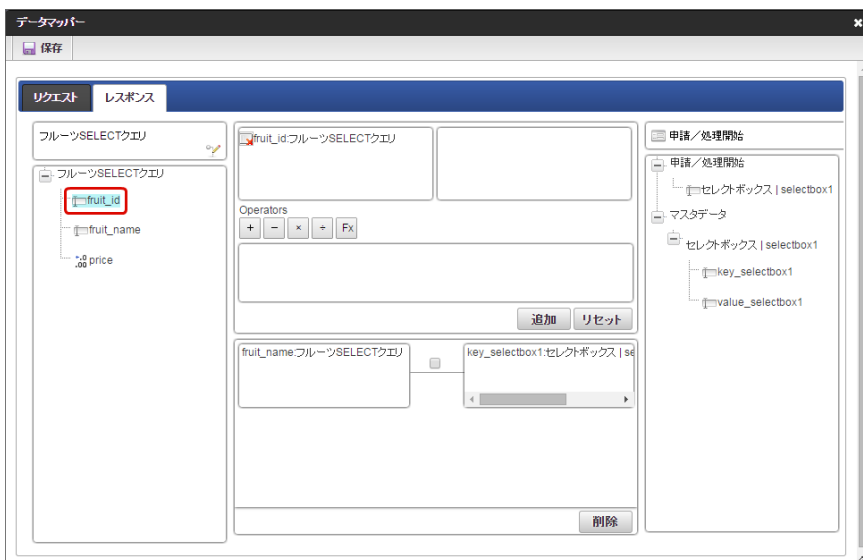 データマッパー
保存
リクエスト
レスポンス
フルーツSELECTクエリ
フルーツSELECTクエリ
fruit_id
fruit_name
price
fruit_id:フルーツSELECTクエリ
Operators
+ − × ÷ Fx
追加
リセット
fruit_name:フルーツSELECTクエリ
key_selectbox1:セレクトボックス | se
削除
申請／処理開始
申請／処理開始
セレクトボックス | selectbox1
マスタデータ
セレクトボックス | selectbox1
key_selectbox1
value_selectbox1